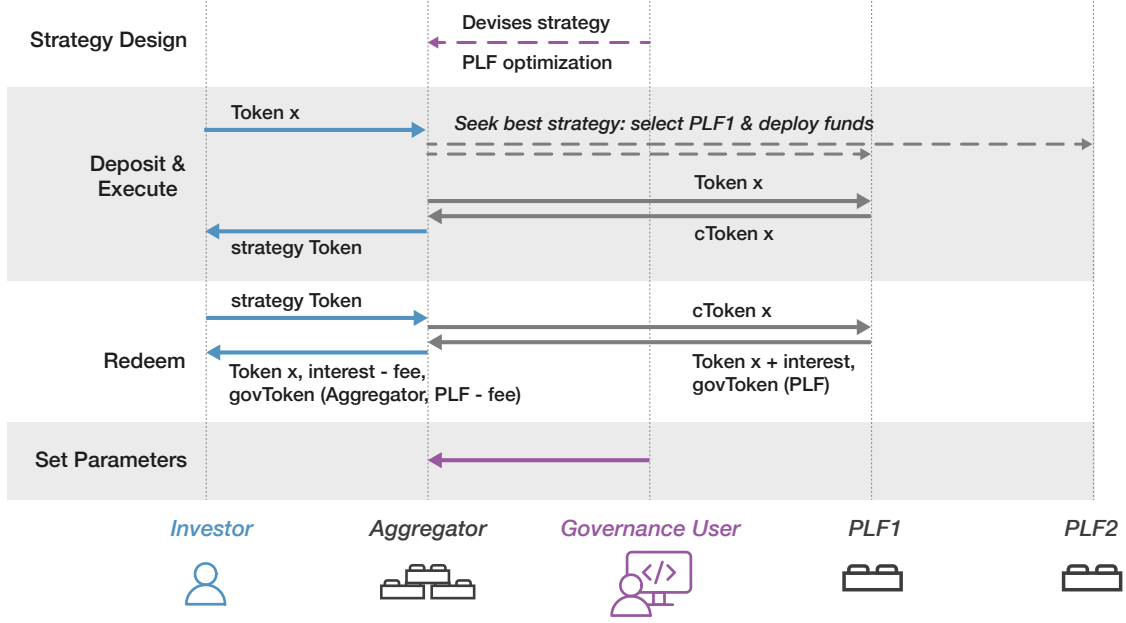 Strategy Design
Devises strategy
PLF optimization
Deposit &
Execute
Token x
Seek best strategy: select PLF1 & deploy funds
Token x
cToken x
strategy Token
Redeem
strategy Token
cToken x
Token x, interest - fee,
govToken (Aggregator, PLF - fee)
Token x + interest,
govToken (PLF)
Set Parameters
Investor
Aggregator
Governance User
PLF1
PLF2
</>